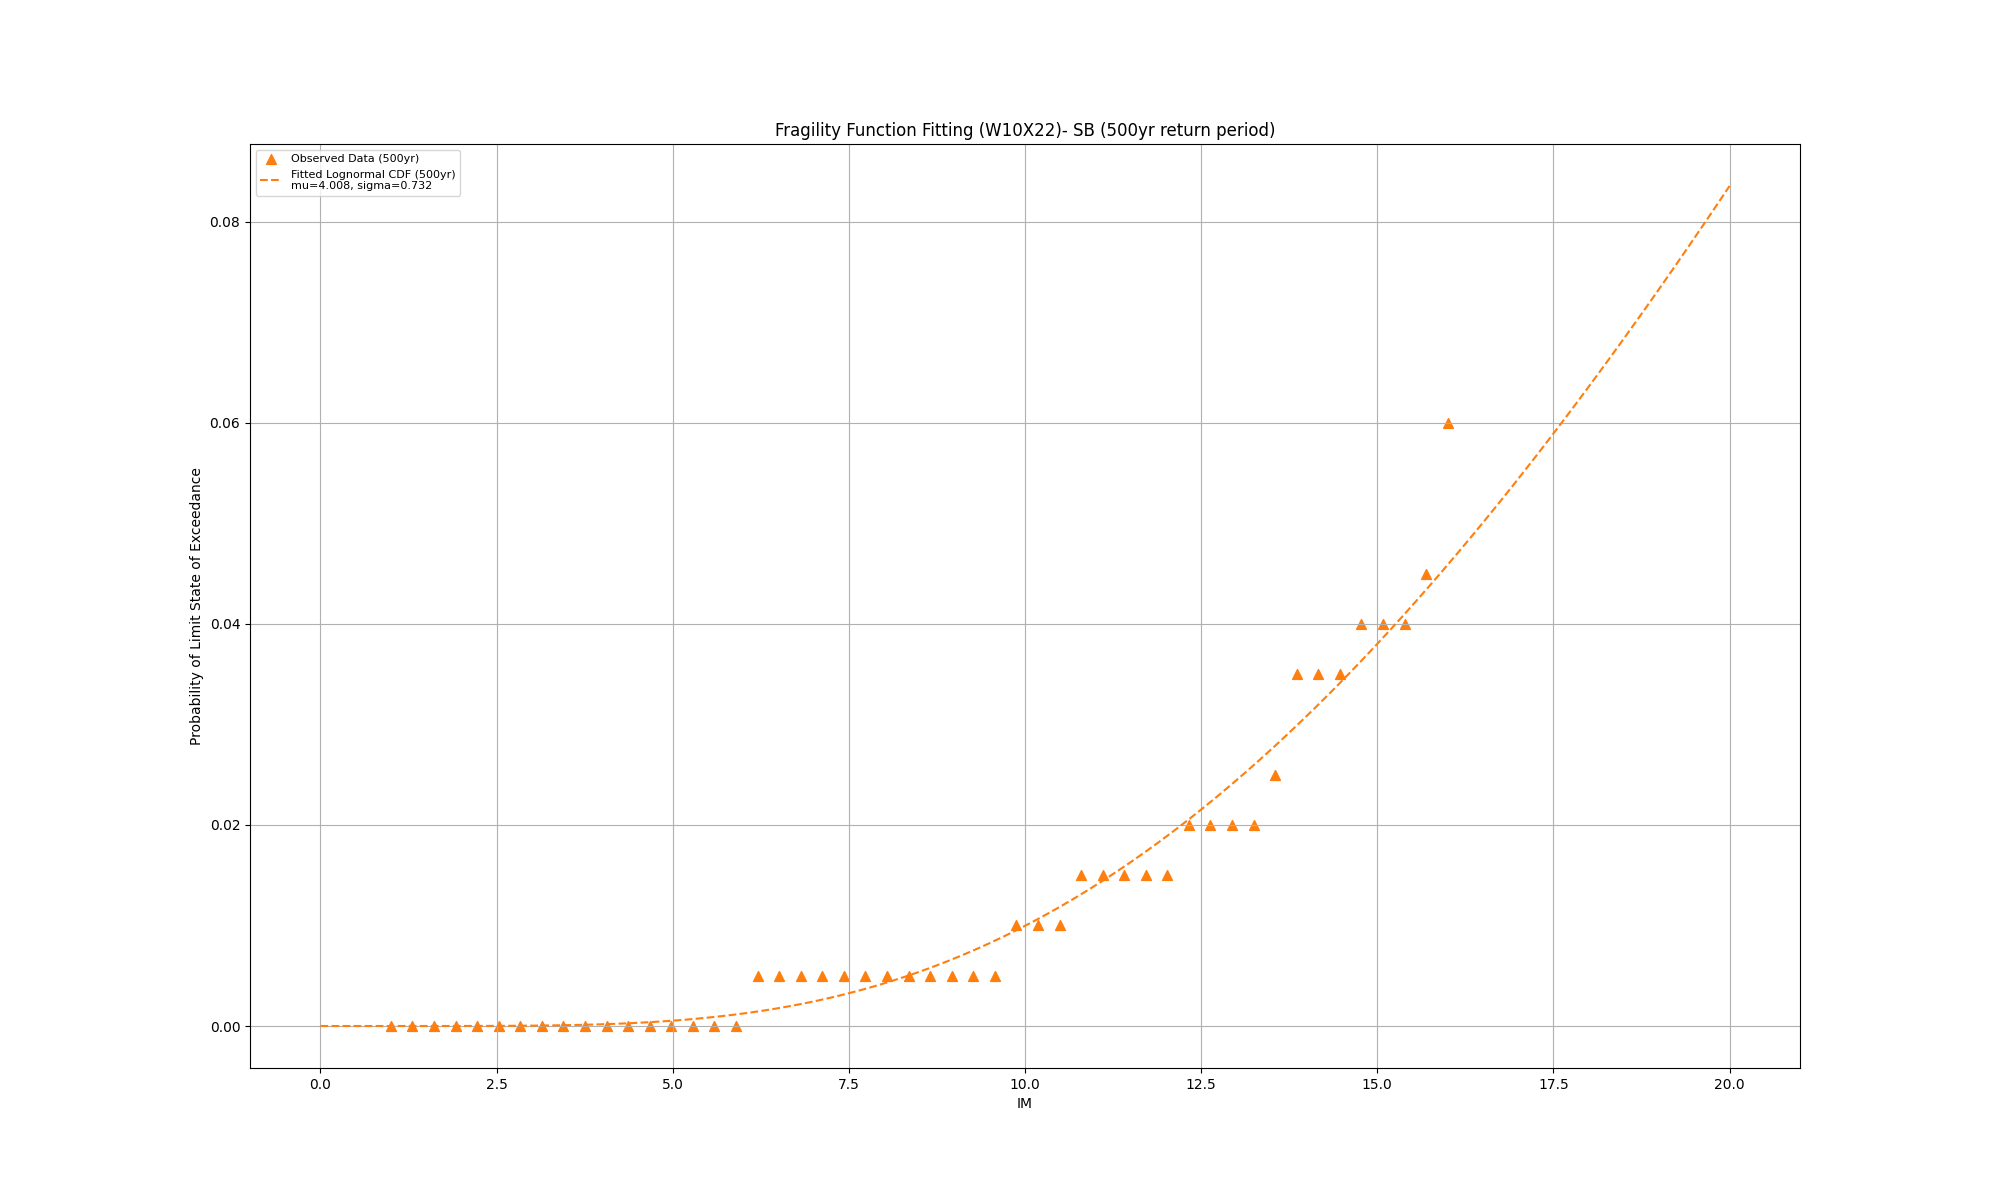 Fragility Function Fitting (W10X22)- SB (500yr return period)
Observed Data (500yr)
Fitted Lognormal CDF (500yr)
mu=4.008, sigma=0.732
Probability of Limit State of Exceedance
0.08
0.06
0.04
0.02
0.00
0.0
2.5
5.0
7.5
10.0
12.5
15.0
17.5
20.0
IM